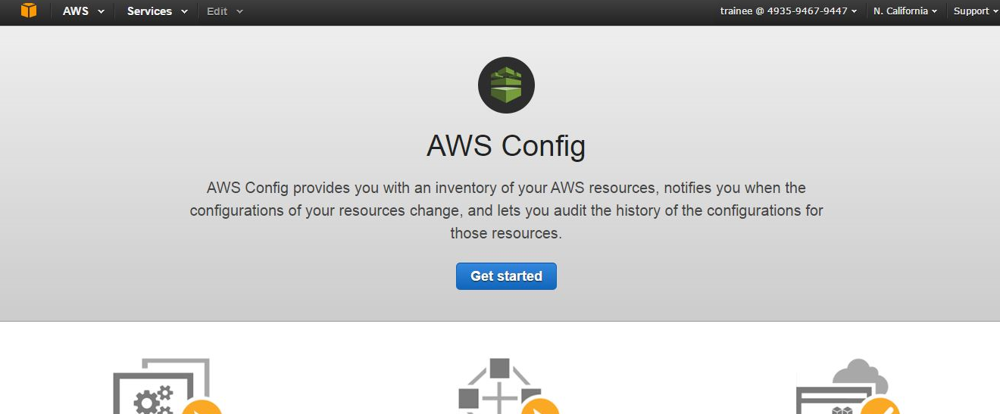 AWS Services Edit trainee @ 4935-9467-9447 N. California Support
AWS Config
AWS Config provides you with an inventory of your AWS resources, notifies you when the
configurations of your resources change, and lets you audit the history of the configurations for
those resources.
Get started